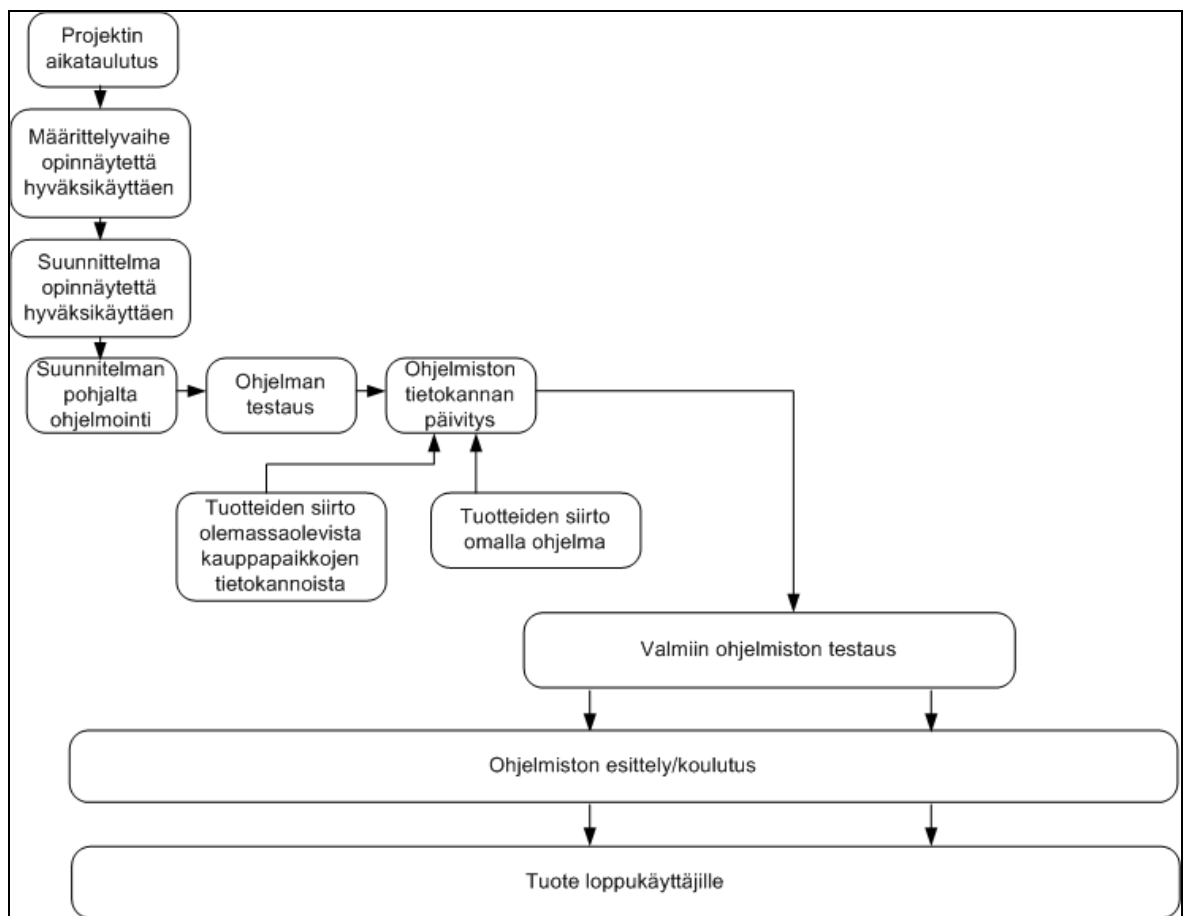 Projektin
aikataulutus
Määrittelyvaihe
opinnäytettä
hyväksikäyttäen
Suunnittelma
opinnäytettä
hyväksikäyttäen
Suunnitelman
pohjalta
ohjelmointi
Ohjelman
testaus
Ohjelmiston
tietokannan
päivitys
Tuotteiden siirto
olemassaolevista
kauppapaikkojen
tietokannoista
Tuotteiden siirto
omalla ohjelma
Valmiin ohjelmiston testaus
Ohjelmiston esittely/koulutus
Tuote loppukäyttäjille